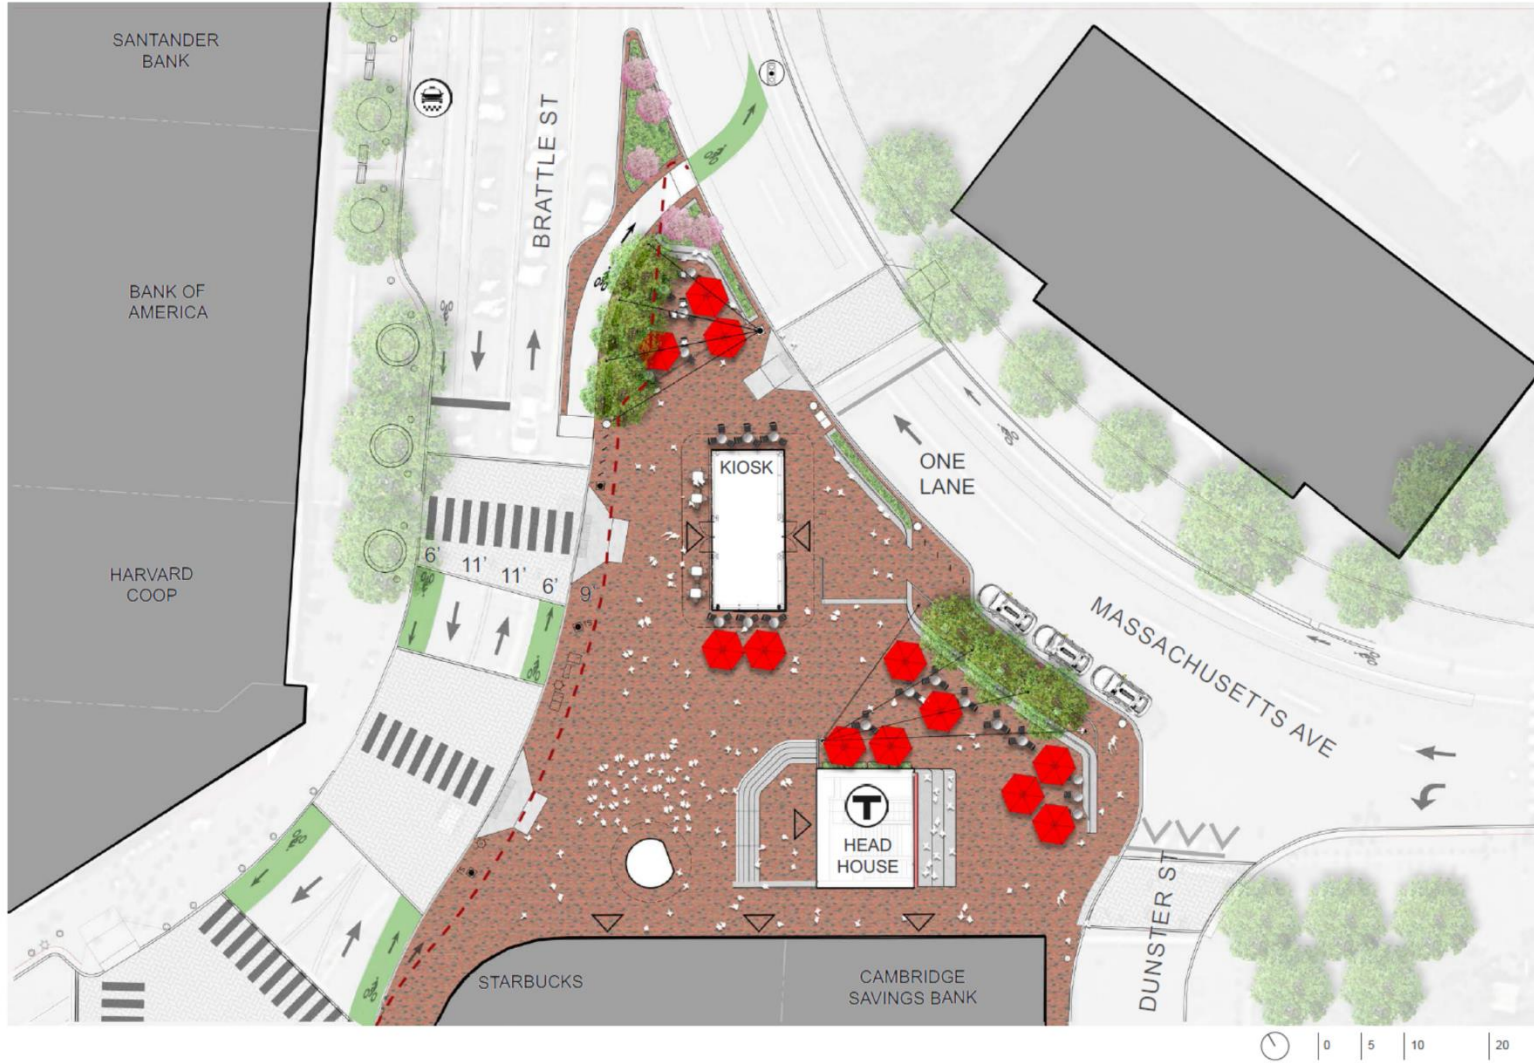 SANTANDER
BANK
BRATTLE ST
BANK OF
AMERICA
KIOSK
ONE
LANE
HARVARD
COOP
6'
11'
11'
6'
9'
MASSACHUSETTS AVE
T
HEAD
HOUSE
DUNSTER ST
STARBUCKS
CAMBRIDGE
SAVINGS BANK
0
5
10
20